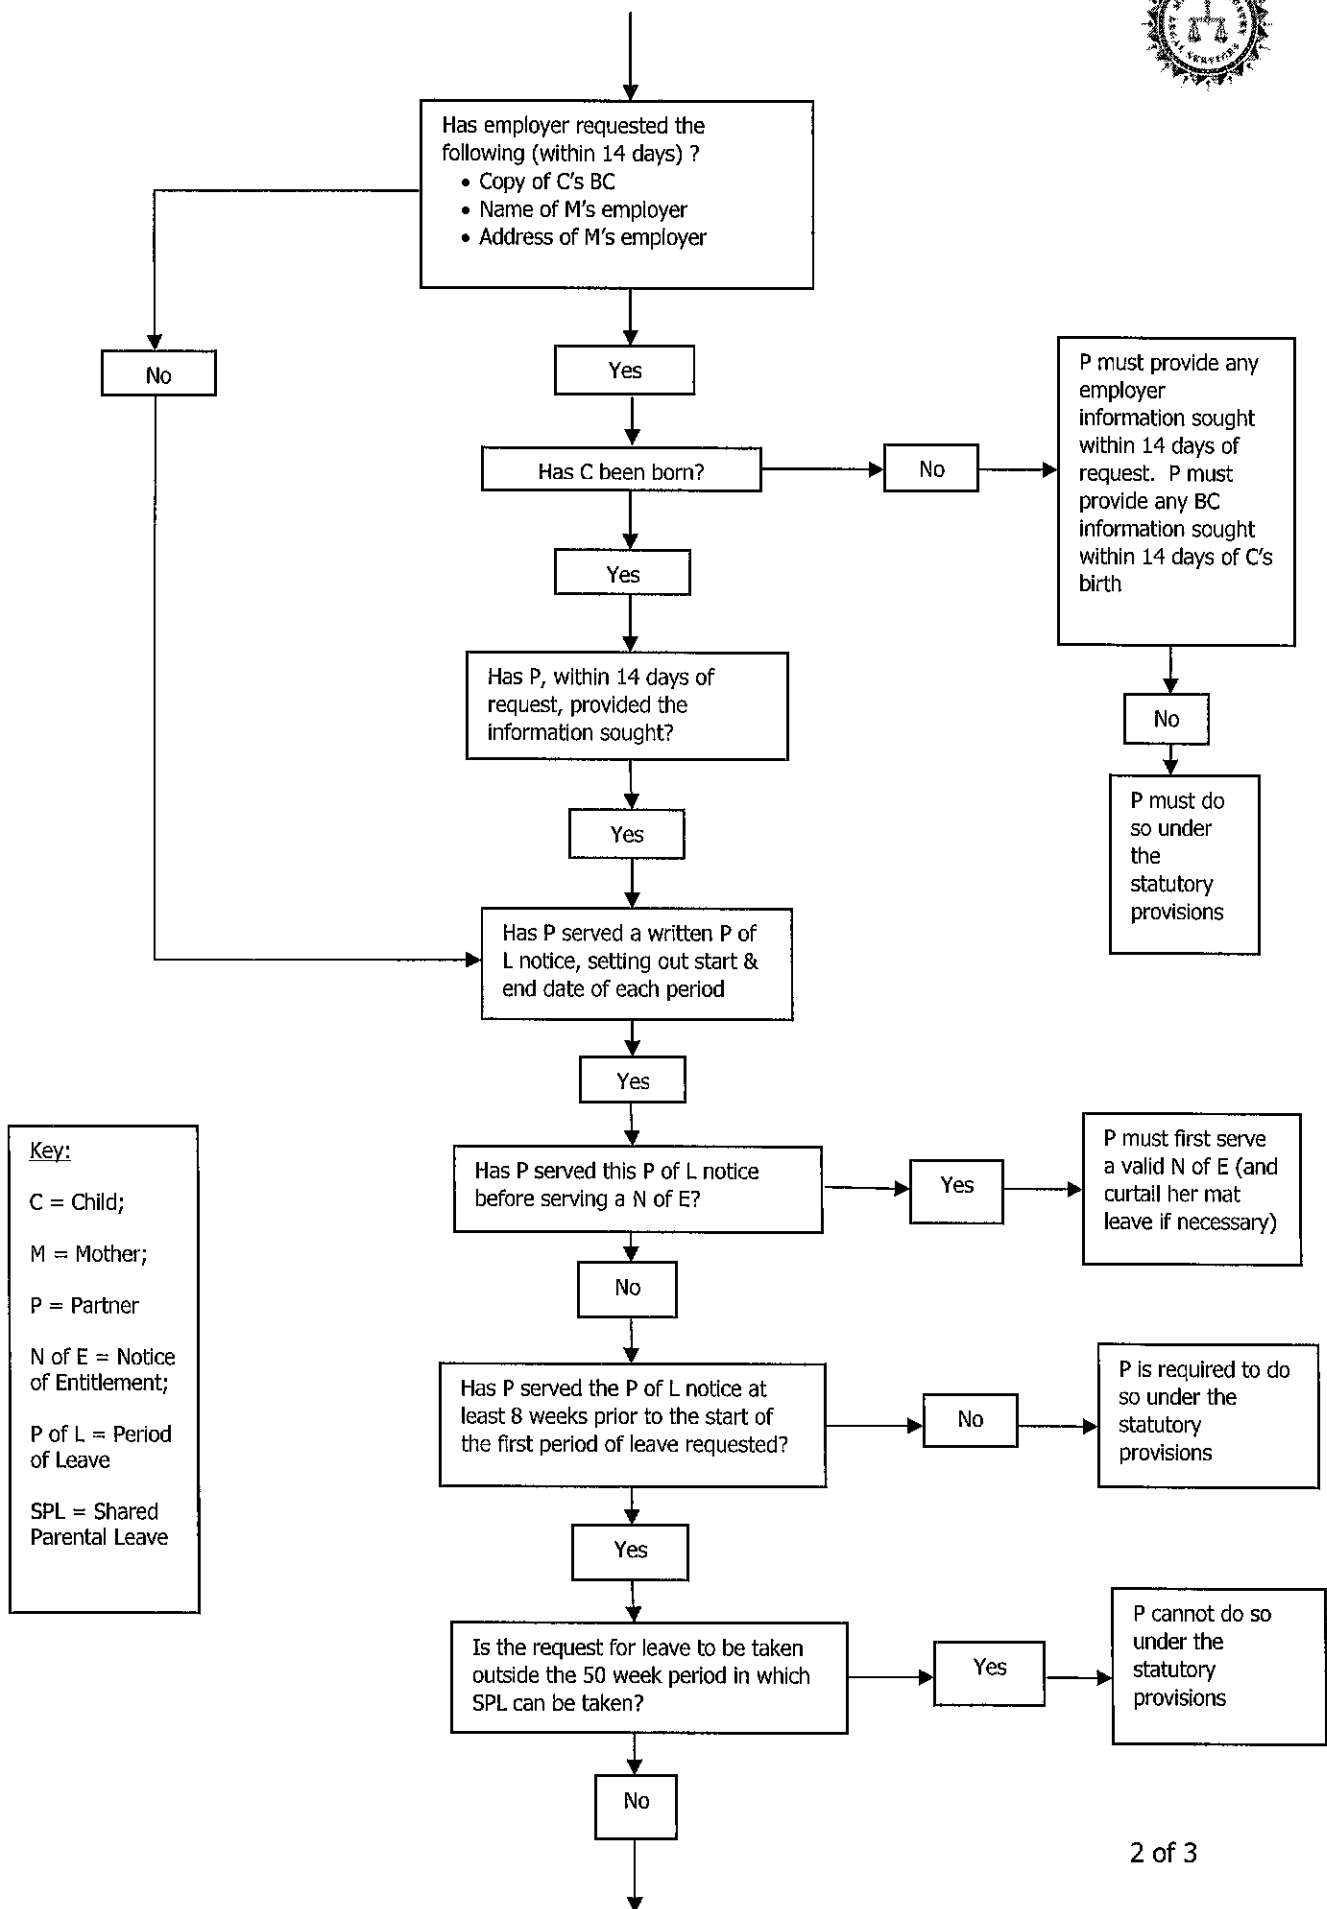 LEGAL SERVICES
Has employer requested the
following (within 14 days) ?
• Copy of C's BC
• Name of M's employer
• Address of M's employer
No
Yes
P must provide any
employer
information sought
within 14 days of
request. P must
provide any BC
information sought
within 14 days of C's
birth
Has C been born?
No
Yes
Has P, within 14 days of
request, provided the
information sought?
No
Yes
P must do
so under
the
statutory
provisions
Has P served a written P of
L notice, setting out start &
end date of each period
Yes
Key:
C = Child;
M = Mother;
P = Partner
N of E = Notice
of Entitlement;
P of L = Period
of Leave
SPL = Shared
Parental Leave
Has P served this P of L notice
before serving a N of E?
Yes
P must first serve
a valid N of E (and
curtail her mat
leave if necessary)
No
Has P served the P of L notice at
least 8 weeks prior to the start of
the first period of leave requested?
No
P is required to do
so under the
statutory
provisions
Yes
Is the request for leave to be taken
outside the 50 week period in which
SPL can be taken?
Yes
P cannot do so
under the
statutory
provisions
No
2 of 3